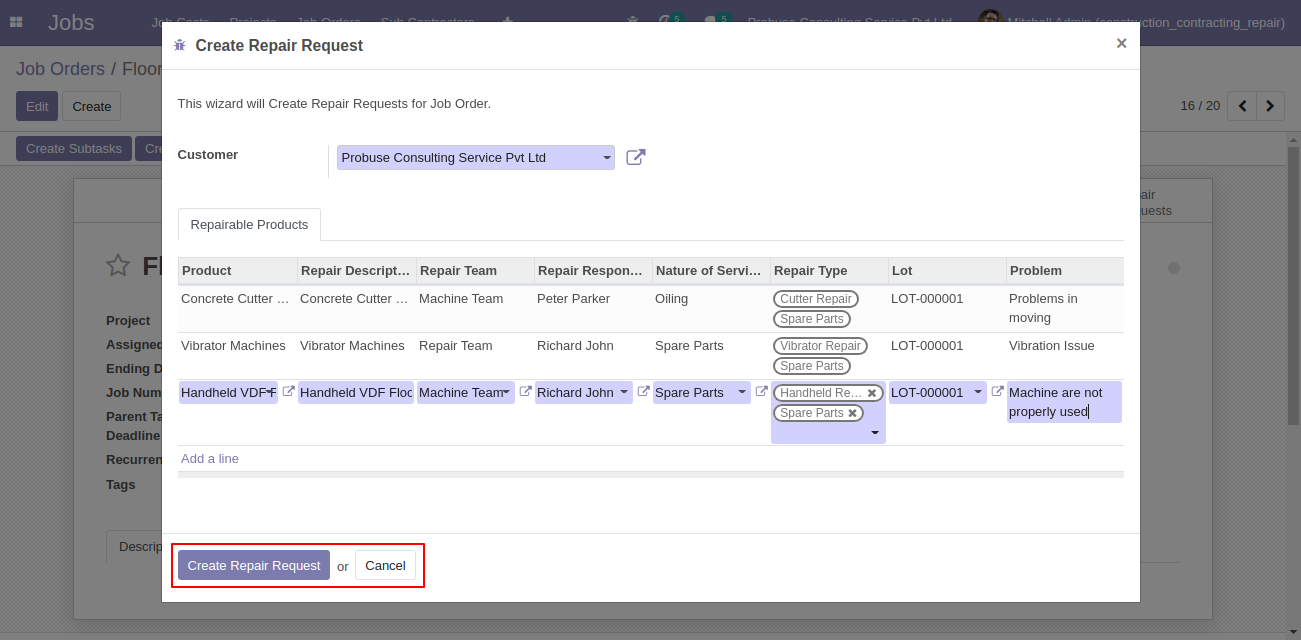 Jobs
Job Costs Projects Job Orders Sub Contractors 5 5 Probuse Consulting Service Pvt Ltd Mitchell Admin (construction_contracting_repair)
Create Repair Request ×
Job Orders / Floor
This wizard will Create Repair Requests for Job Order.
Edit Create 16 / 20
Create Subtasks Cre
Customer Probuse Consulting Service Pvt Ltd
air
uests
Repairable Products
Fl
Product Repair Descript… Repair Team Repair Respon… Nature of Servi… Repair Type Lot Problem
Concrete Cutter … Concrete Cutter … Machine Team Peter Parker Oiling Cutter Repair LOT-000001 Problems in
Spare Parts moving
Vibrator Machines Vibrator Machines Repair Team Richard John Spare Parts Vibrator Repair LOT-000001 Vibration Issue
Spare Parts
Handheld VDF F Handheld VDF Floo Machine Team Richard John Spare Parts Handheld Re… LOT-000001 Machine are not
Spare Parts properly used
Add a line
Project
Assigned
Ending D
Job Num
Parent Ta
Deadline
Recurren
Tags
Descrip
Create Repair Request or Cancel